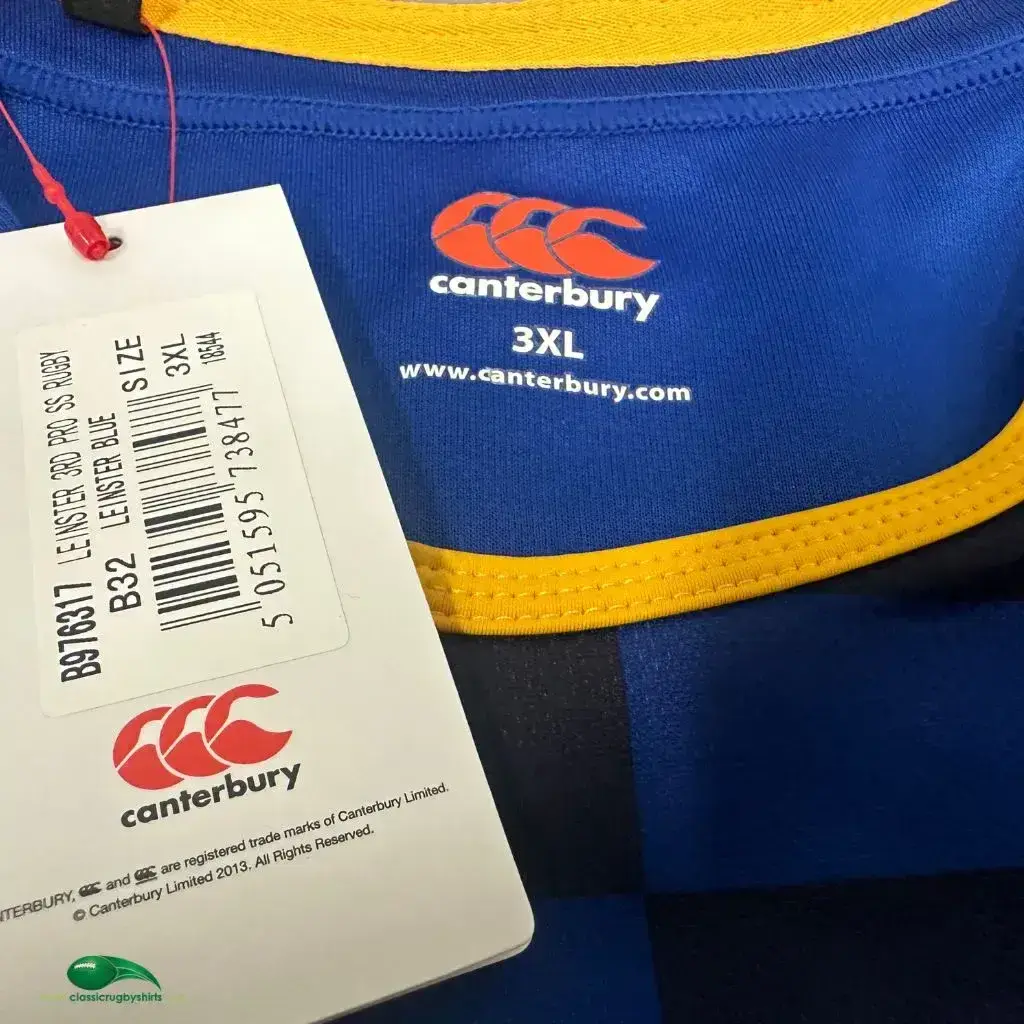 canterbury
3XL
www.canterbury.com
B976317 LEINSTER 3RD PRO SS RUGBY
B32 LEINSTER BLUE SIZE
3XL
18544
5 051595 738477
canterbury
and are registered trade marks of Canterbury Limited.
© Canterbury Limited 2013. All Rights Reserved.
classicrugbyshirts